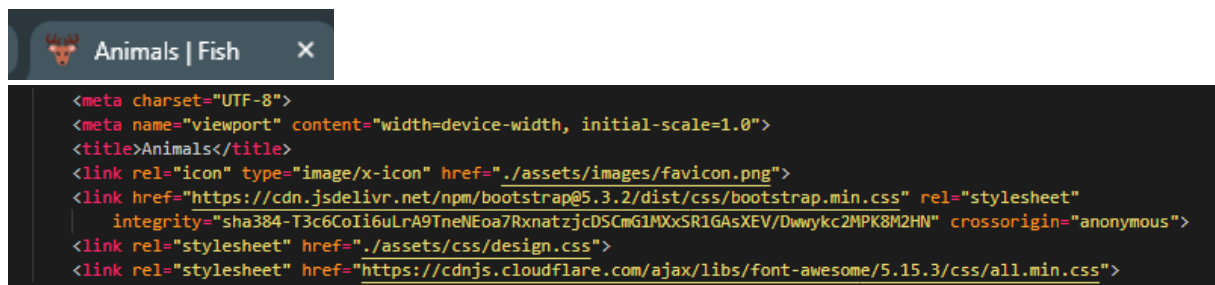 Animals | Fish ×
<meta charset="UTF-8">
<meta name="viewport" content="width=device-width, initial-scale=1.0">
<title>Animals</title>
<link rel="icon" type="image/x-icon" href="./assets/images/favicon.png">
<link href="https://cdn.jsdelivr.net/npm/bootstrap@5.3.2/dist/css/bootstrap.min.css" rel="stylesheet"
integrity="sha384-T3c6CoIi6uLrA9TneNEoa7RxnatzjcDSCmG1MXxSR1GAsXEV/Dwwykc2MPK8M2HN" crossorigin="anonymous">
<link rel="stylesheet" href="./assets/css/design.css">
<link rel="stylesheet" href="https://cdnjs.cloudflare.com/ajax/libs/font-awesome/5.15.3/css/all.min.css">